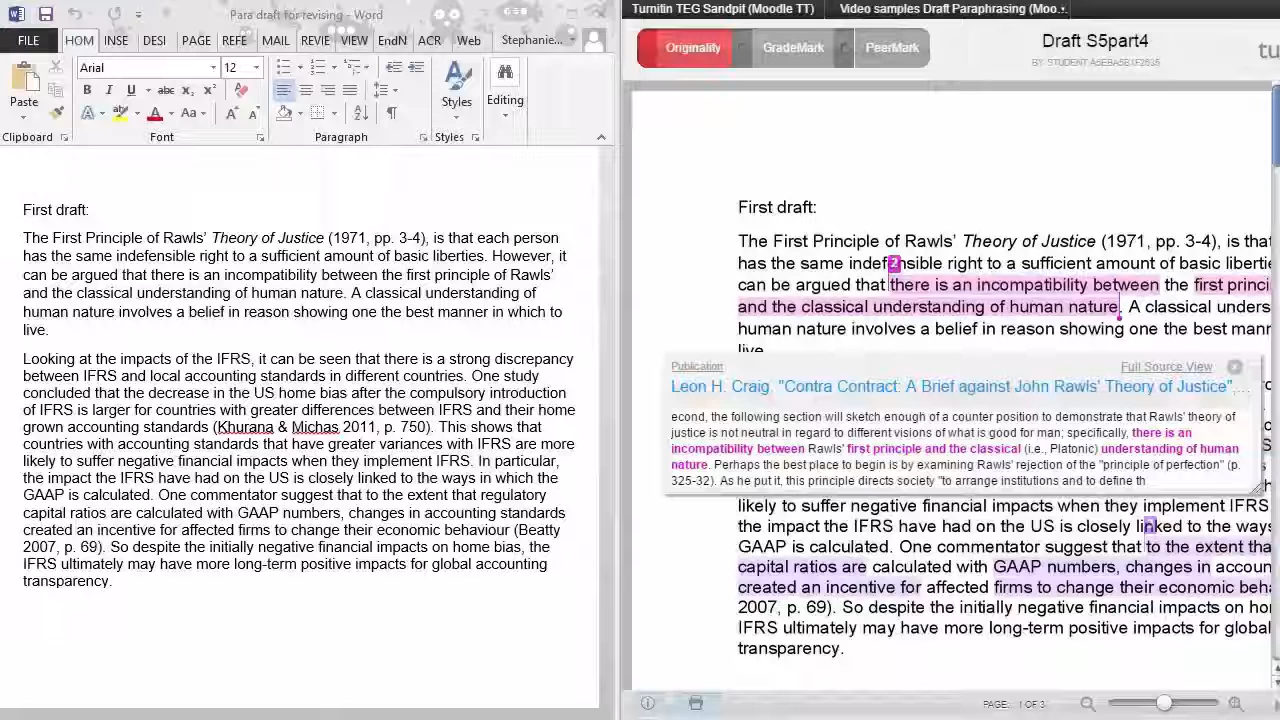 Para draft for revising - Word
FILE HOM INSE DESI PAGE REFE MAIL REVIE VIEW EndN ACR Web Stephanie...
Paste
Arial 12
B I U abc x₂ x²
A Aa
Styles Editing
Clipboard Font Paragraph Styles
First draft:
The First Principle of Rawls’ Theory of Justice (1971, pp. 3-4), is that each person
has the same indefensible right to a sufficient amount of basic liberties. However, it
can be argued that there is an incompatibility between the first principle of Rawls’
and the classical understanding of human nature. A classical understanding of
human nature involves a belief in reason showing one the best manner in which to
live.
Looking at the impacts of the IFRS, it can be seen that there is a strong discrepancy
between IFRS and local accounting standards in different countries. One study
concluded that the decrease in the US home bias after the compulsory introduction
of IFRS is larger for countries with greater differences between IFRS and their home
grown accounting standards (Khurana & Michas 2011, p. 750). This shows that
countries with accounting standards that have greater variances with IFRS are more
likely to suffer negative financial impacts when they implement IFRS. In particular,
the impact the IFRS have had on the US is closely linked to the ways in which the
GAAP is calculated. One commentator suggest that to the extent that regulatory
capital ratios are calculated with GAAP numbers, changes in accounting standards
created an incentive for affected firms to change their economic behaviour (Beatty
2007, p. 69). So despite the initially negative financial impacts on home bias, the
IFRS ultimately may have more long-term positive impacts for global accounting
transparency.
Turnitin TEG Sandpit (Moodle TT) Video samples Draft Paraphrasing (Moo...
Originality GradeMark PeerMark
Draft S5part4
tu
First draft:
The First Principle of Rawls’ Theory of Justice (1971, pp. 3-4), is that
has the same indefensible right to a sufficient amount of basic libertie
2
can be argued that there is an incompatibility between the first princi
and the classical understanding of human nature. A classical unders
human nature involves a belief in reason showing one the best mann
live
Publication Full Source View
Leon H. Craig. "Contra Contract: A Brief against John Rawls' Theory of Justice",...
econd, the following section will sketch enough of a counter position to demonstrate that Rawls' theory of
justice is not neutral in regard to different visions of what is good for man; specifically, there is an
incompatibility between Rawls' first principle and the classical (i.e., Platonic) understanding of human
nature. Perhaps the best place to begin is by examining Rawls' rejection of the "principle of perfection" (p.
325-32). As he put it, this principle directs society "to arrange institutions and to define th
likely to suffer negative financial impacts when they implement IFRS.
the impact the IFRS have had on the US is closely linked to the ways
GAAP is calculated. One commentator suggest that to the extent tha
capital ratios are calculated with GAAP numbers, changes in accoun
created an incentive for affected firms to change their economic beha
2007, p. 69). So despite the initially negative financial impacts on ho
IFRS ultimately may have more long-term positive impacts for global
transparency.
PAGE: 1 OF 3